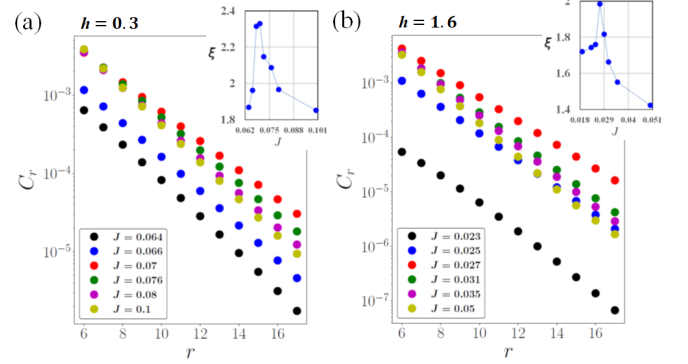 (a)
h = 0.3
2.4
2.2
2
1.8
ξ
0.062 0.075 0.088 0.101
J
10⁻³
10⁻⁴
10⁻⁵
Cᵣ
J = 0.064
J = 0.066
J = 0.07
J = 0.076
J = 0.08
J = 0.1
6 8 10 12 14 16
r
(b)
h = 1.6
2
1.8
1.6
1.4
ξ
0.018 0.029 0.04 0.051
J
10⁻³
10⁻⁴
10⁻⁵
10⁻⁶
10⁻⁷
Cᵣ
J = 0.023
J = 0.025
J = 0.027
J = 0.031
J = 0.035
J = 0.05
6 8 10 12 14 16
r